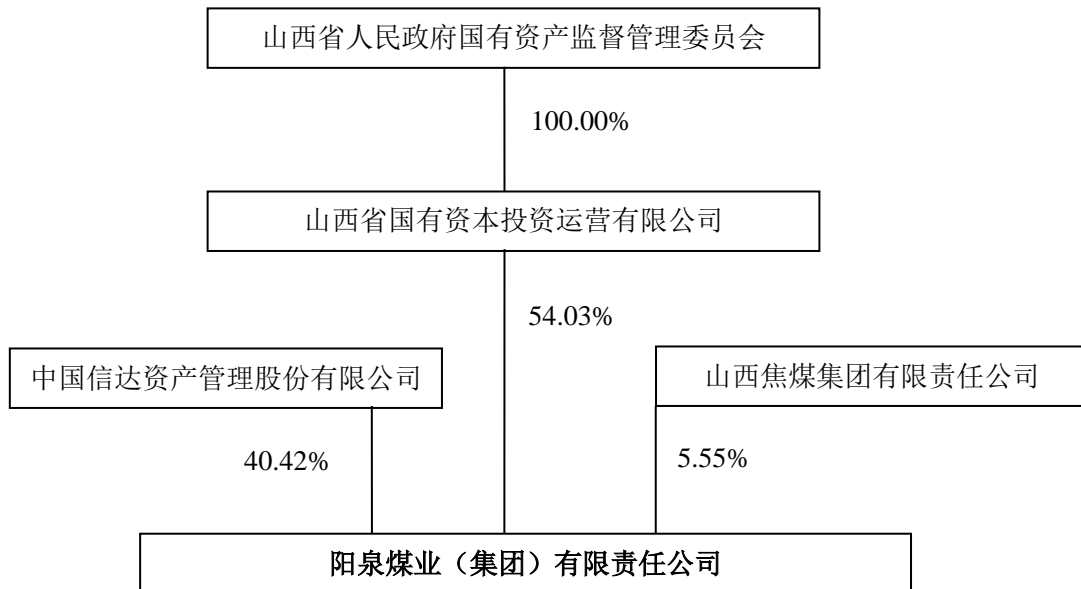 山西省人民政府国有资产监督管理委员会
100.00%
山西省国有资本投资运营有限公司
54.03%
中国信达资产管理股份有限公司
山西焦煤集团有限责任公司
40.42%
5.55%
阳泉煤业（集团）有限责任公司